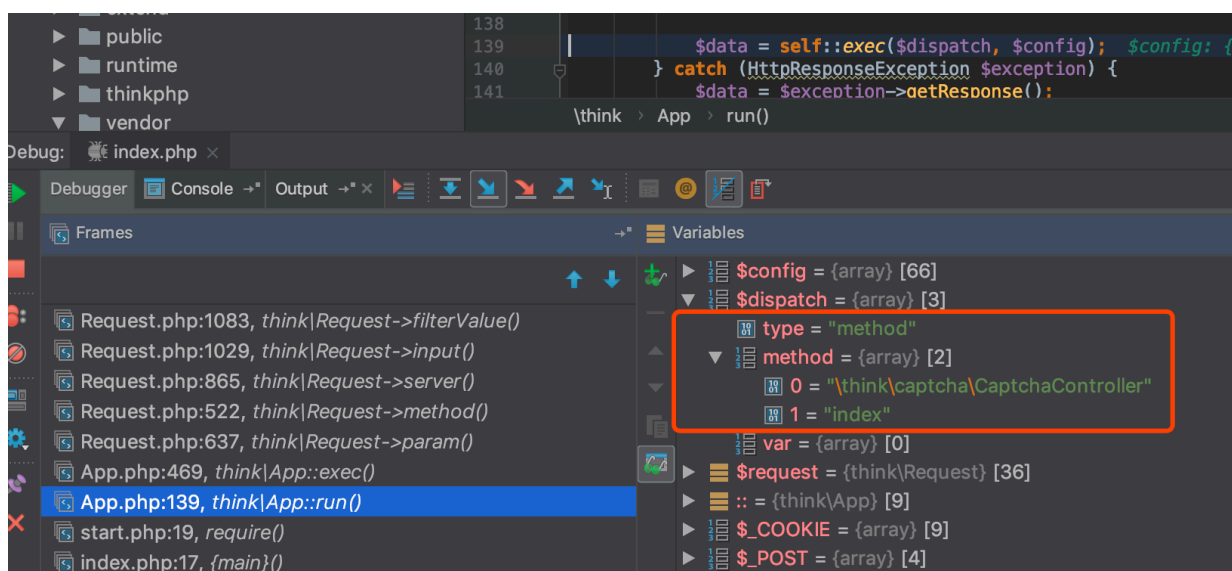 public
runtime
thinkphp
vendor
138
139 $data = self::exec($dispatch, $config); $config: {
140 } catch (HttpResponseException $exception) {
141 $data = $exception->getResponse();
\think › App › run()
Debug: index.php ×
Debugger Console Output ×
Frames
Request.php:1083, think|Request->filterValue()
Request.php:1029, think|Request->input()
Request.php:865, think|Request->server()
Request.php:522, think|Request->method()
Request.php:637, think|Request->param()
App.php:469, think|App::exec()
App.php:139, think|App::run()
start.php:19, require()
index.php:17, {main}()
Variables
$config = {array} [66]
$dispatch = {array} [3]
type = "method"
method = {array} [2]
0 = "\think\captcha\CaptchaController"
1 = "index"
var = {array} [0]
$request = {think\Request} [36]
:: = {think\App} [9]
$_COOKIE = {array} [9]
$_POST = {array} [4]